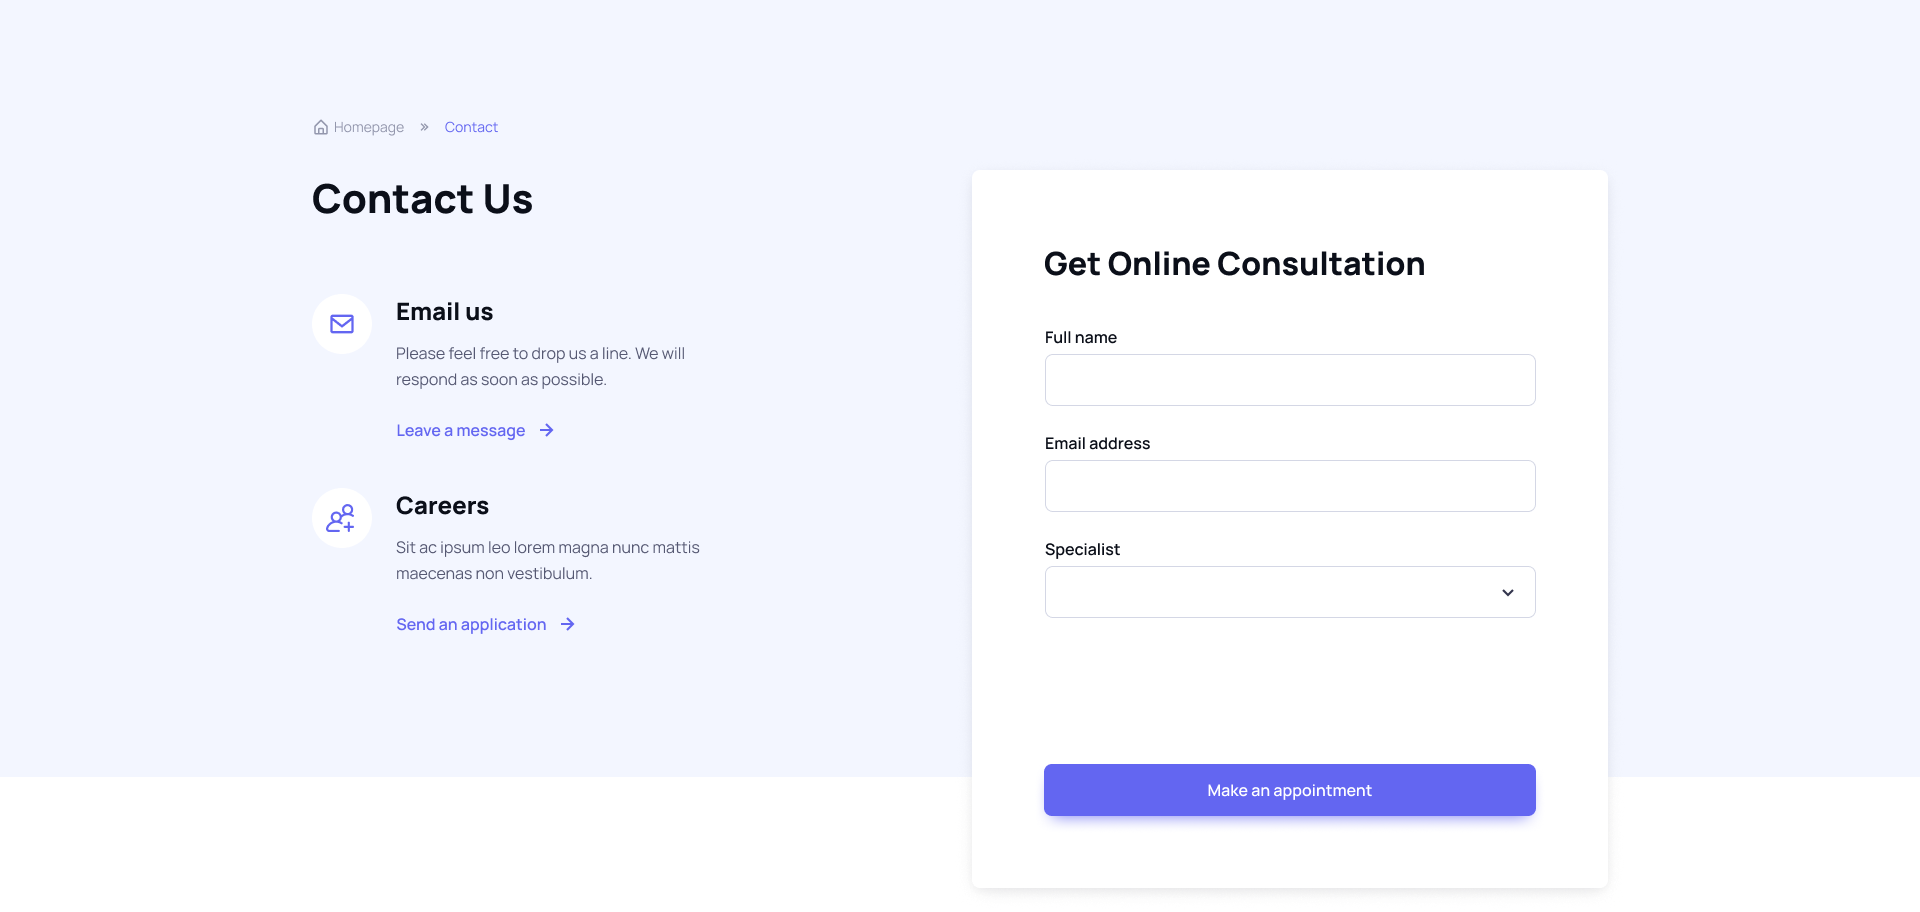 Homepage » Contact
Contact Us
Email us
Please feel free to drop us a line. We will
respond as soon as possible.
Leave a message
Careers
Sit ac ipsum leo lorem magna nunc mattis
maecenas non vestibulum.
Send an application
Get Online Consultation
Full name
Email address
Specialist
Make an appointment